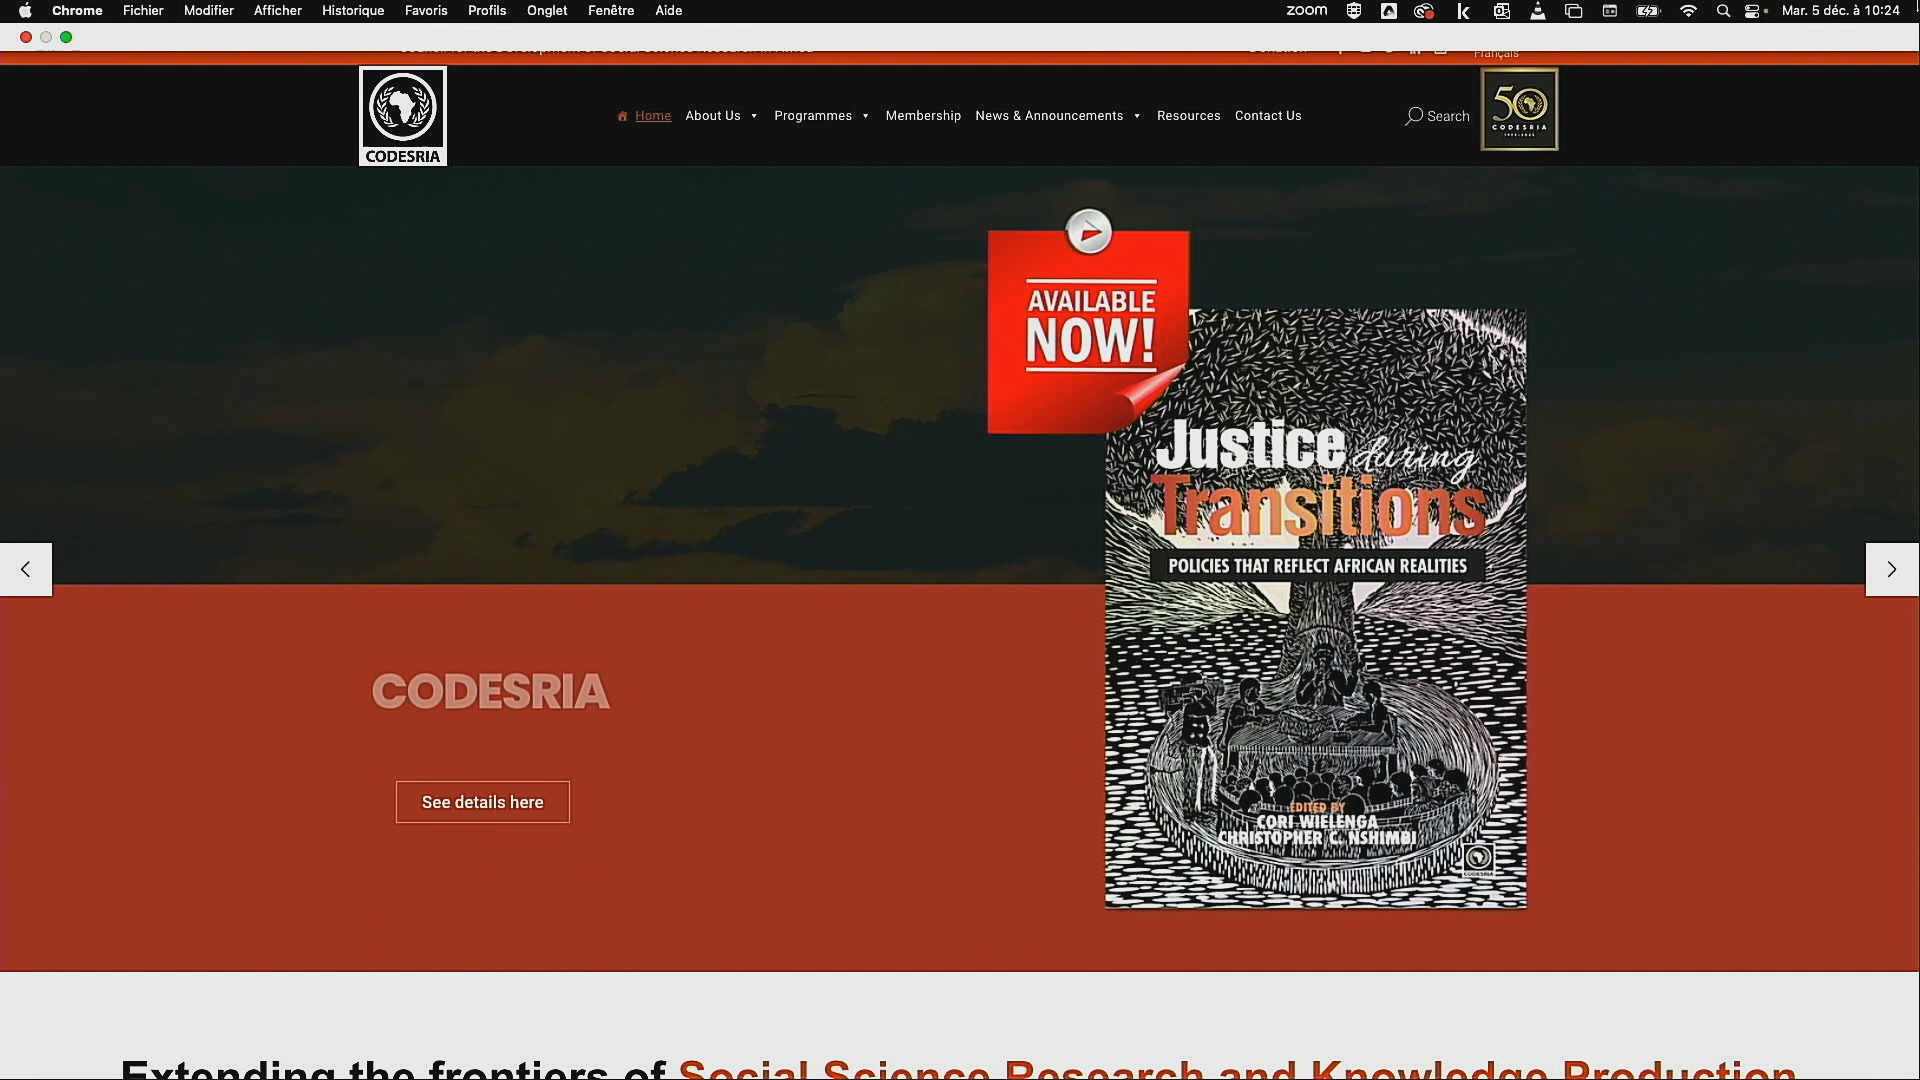 Chrome Fichier Modifier Afficher Historique Favoris Profils Onglet Fenêtre Aide zoom Mar. 5 déc. à 10:24
Français
CODESRIA
Home About Us Programmes Membership News & Announcements Resources Contact Us
Search
50
CODESRIA
AVAILABLE
NOW!
Justice during
Transitions
POLICIES THAT REFLECT AFRICAN REALITIES
CODESRIA
See details here
EDITED BY
CORI WIELENGA
CHRISTOPHER C. NSHIMBI
CODESRIA
Extending the frontiers of Social Science Research and Knowledge Production